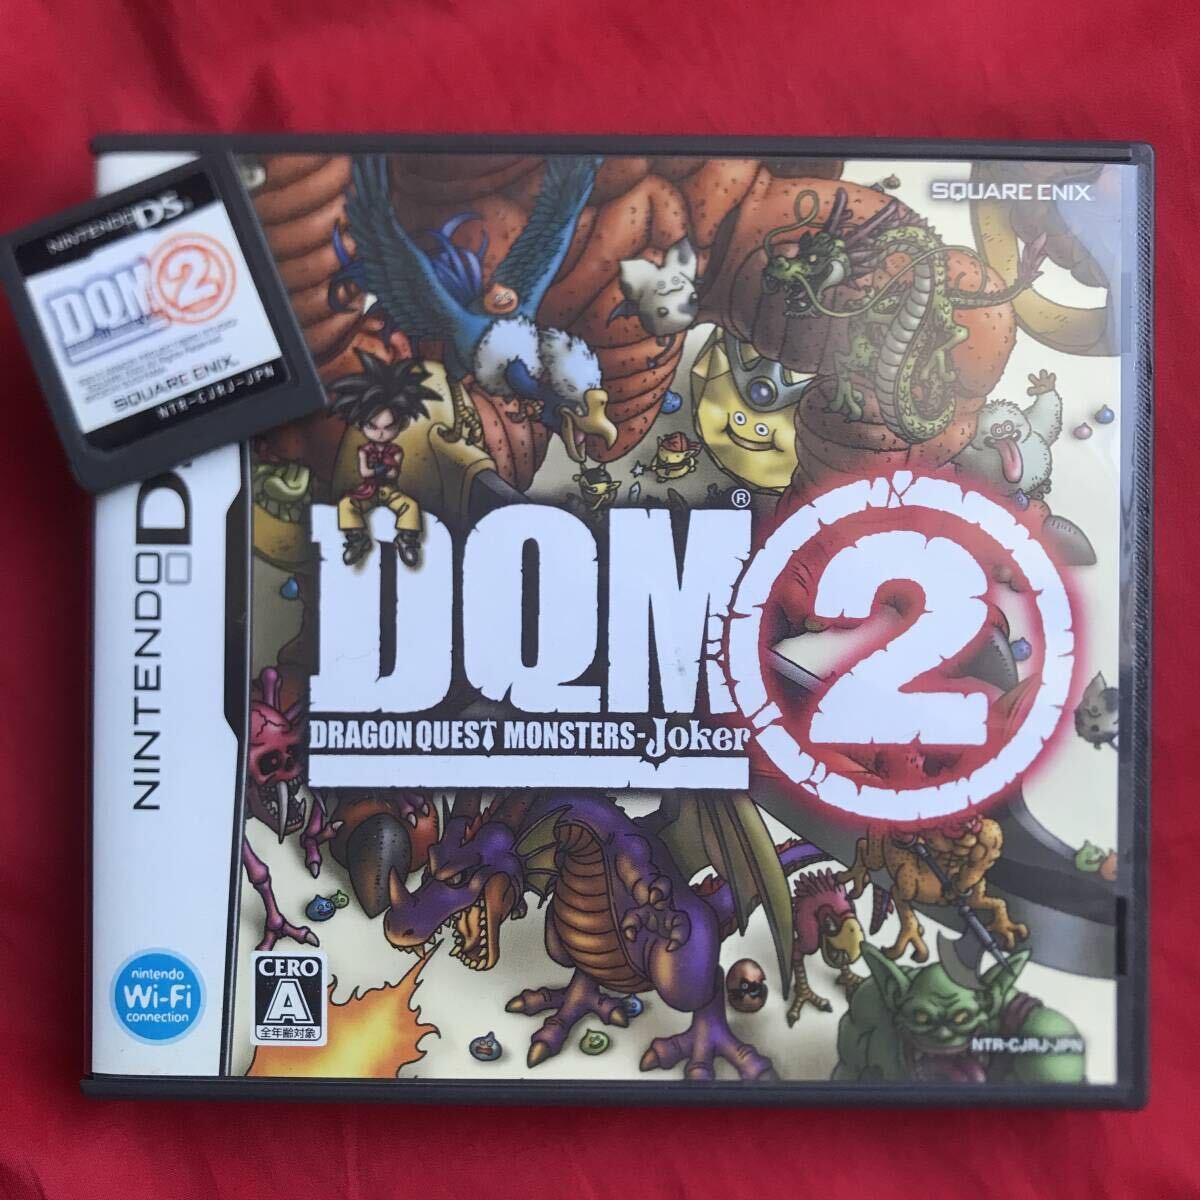 NINTENDO DS
DQM 2
SQUARE ENIX
NTR-CJRJ-JPN
SQUARE ENIX
NINTENDO DS
DQM 2
®
DRAGON QUEST MONSTERS-Joker
nintendo
Wi-Fi
connection
CERO
A
全年齢対象
NTR-CJRJ-JPN